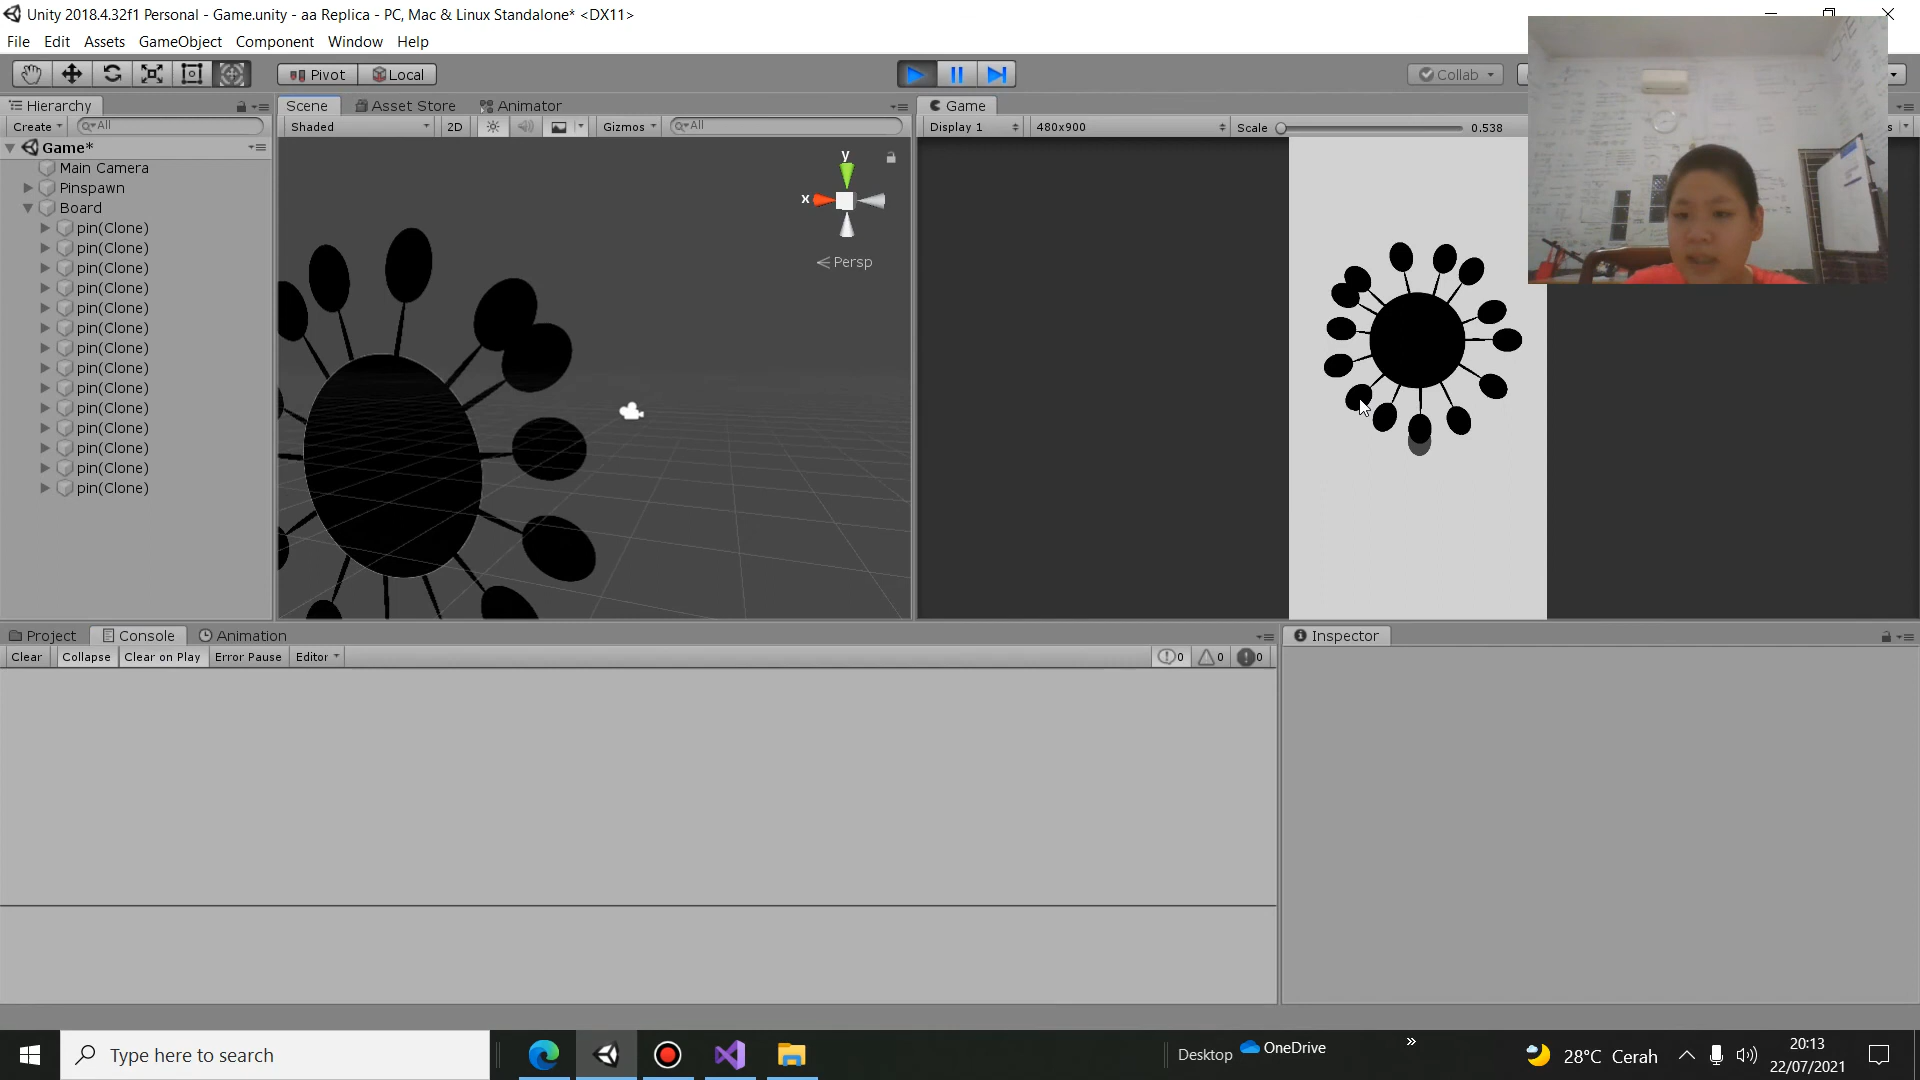 Unity 2018.4.32f1 Personal - Game.unity - aa Replica - PC, Mac & Linux Standalone* <DX11>
File Edit Assets GameObject Component Window Help
Pivot Local Collab
Hierarchy Scene Asset Store Animator Game
Create All Shaded 2D Gizmos All Display 1 480x900 Scale 0.538
Game*
Main Camera
Pinspawn
Board
pin(Clone)
pin(Clone)
pin(Clone)
pin(Clone)
pin(Clone)
pin(Clone)
pin(Clone)
pin(Clone)
pin(Clone)
pin(Clone)
pin(Clone)
pin(Clone)
pin(Clone)
pin(Clone)
y
x
Persp
Project Console Animation Inspector
Clear Collapse Clear on Play Error Pause Editor 0 0 0
Type here to search Desktop OneDrive 28°C Cerah 20:13
22/07/2021